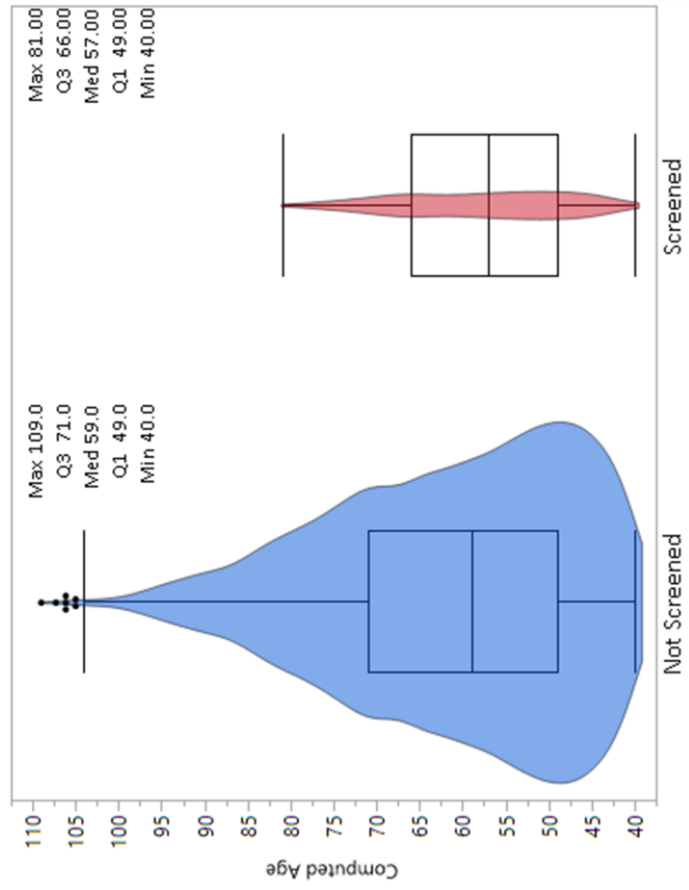 Max 109.0
Q3 71.0
Med 59.0
Q1 49.0
Min 40.0
Max 81.00
Q3 66.00
Med 57.00
Q1 49.00
Min 40.00
Computed Age
110
105
100
95
90
85
80
75
70
65
60
55
50
45
40
Not Screened
Screened